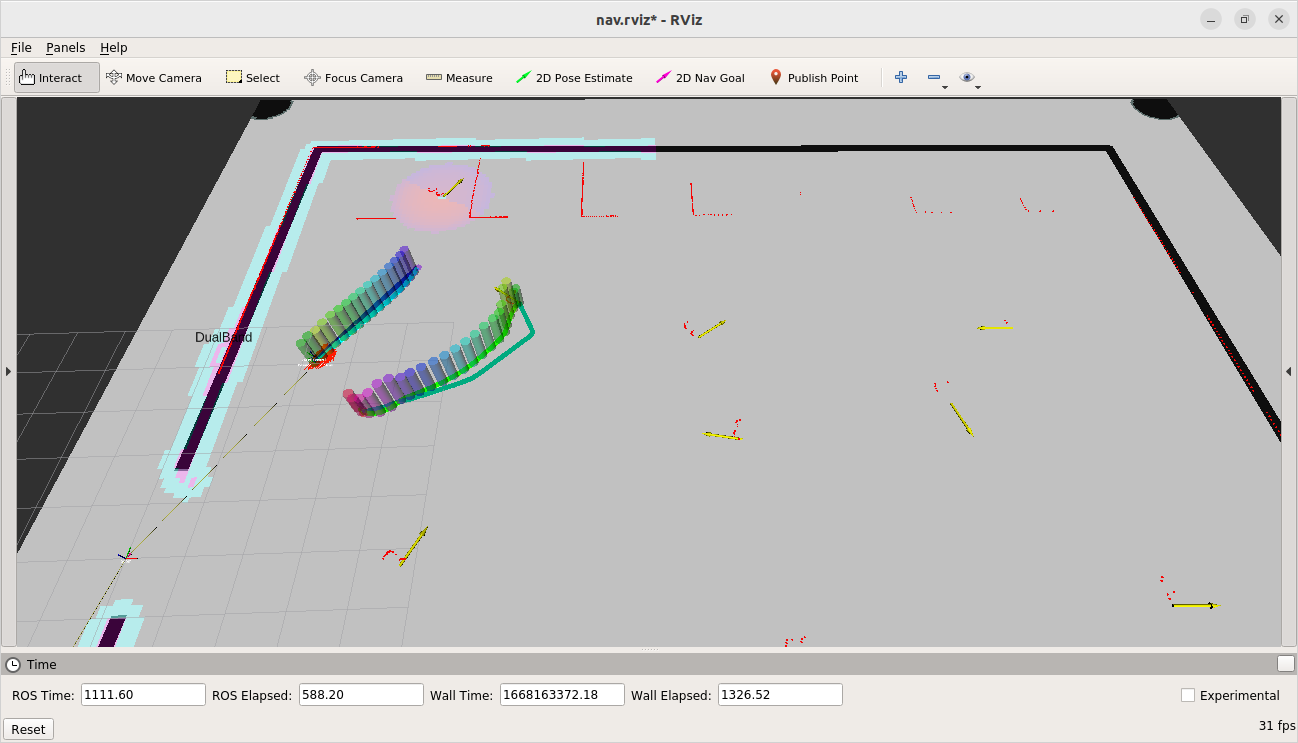 nav.rviz* - RViz
File Panels Help
Interact Move Camera Select Focus Camera Measure 2D Pose Estimate 2D Nav Goal Publish Point
DualBand
Time
ROS Time: 1111.60 ROS Elapsed: 588.20 Wall Time: 1668163372.18 Wall Elapsed: 1326.52 Experimental
Reset 31 fps